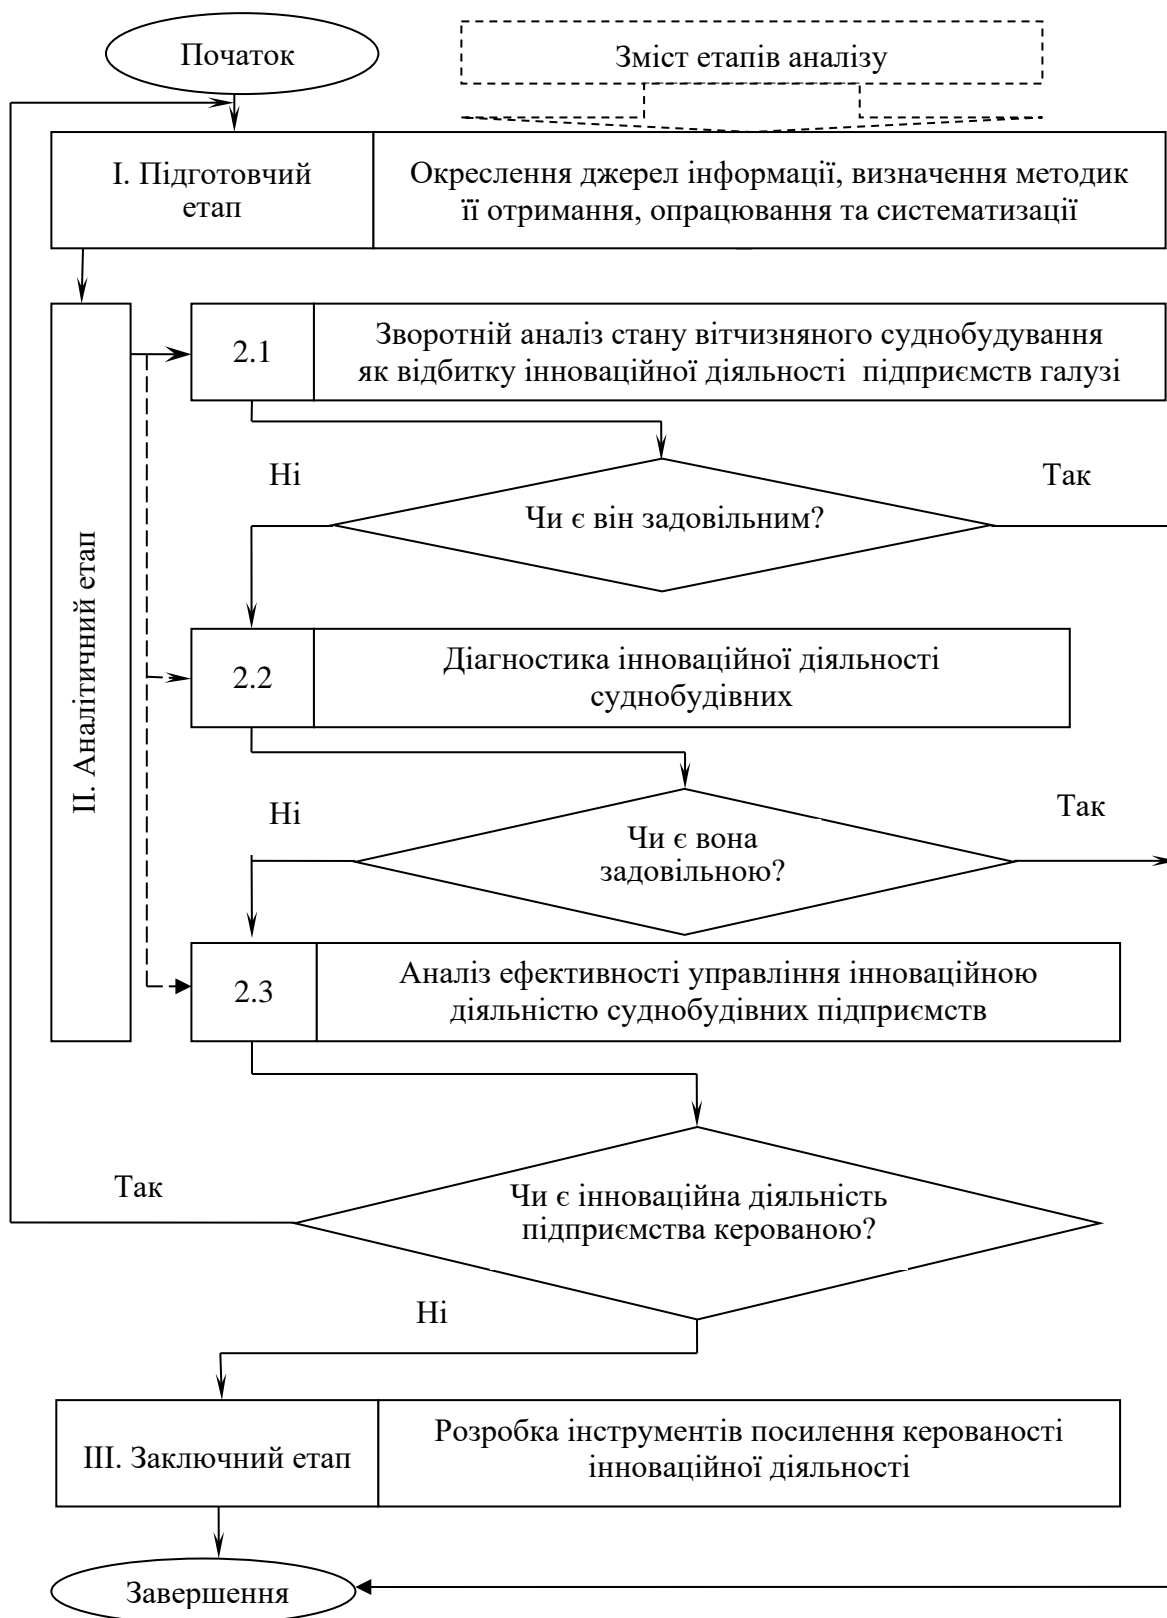 Початок
Зміст етапів аналізу
І. Підготовчий
етап
Окреслення джерел інформації, визначення методик
її отримання, опрацювання та систематизації
ІІ. Аналітичний етап
2.1
Зворотній аналіз стану вітчизняного суднобудування
як відбитку інноваційної діяльності  підприємств галузі
Ні
Так
Чи є він задовільним?
2.2
Діагностика інноваційної діяльності
суднобудівних
Ні
Так
Чи є вона
задовільною?
2.3
Аналіз ефективності управління інноваційною
діяльністю суднобудівних підприємств
Так
Чи є інноваційна діяльність
підприємства керованою?
Ні
ІІІ. Заключний етап
Розробка інструментів посилення керованості
інноваційної діяльності
Завершення